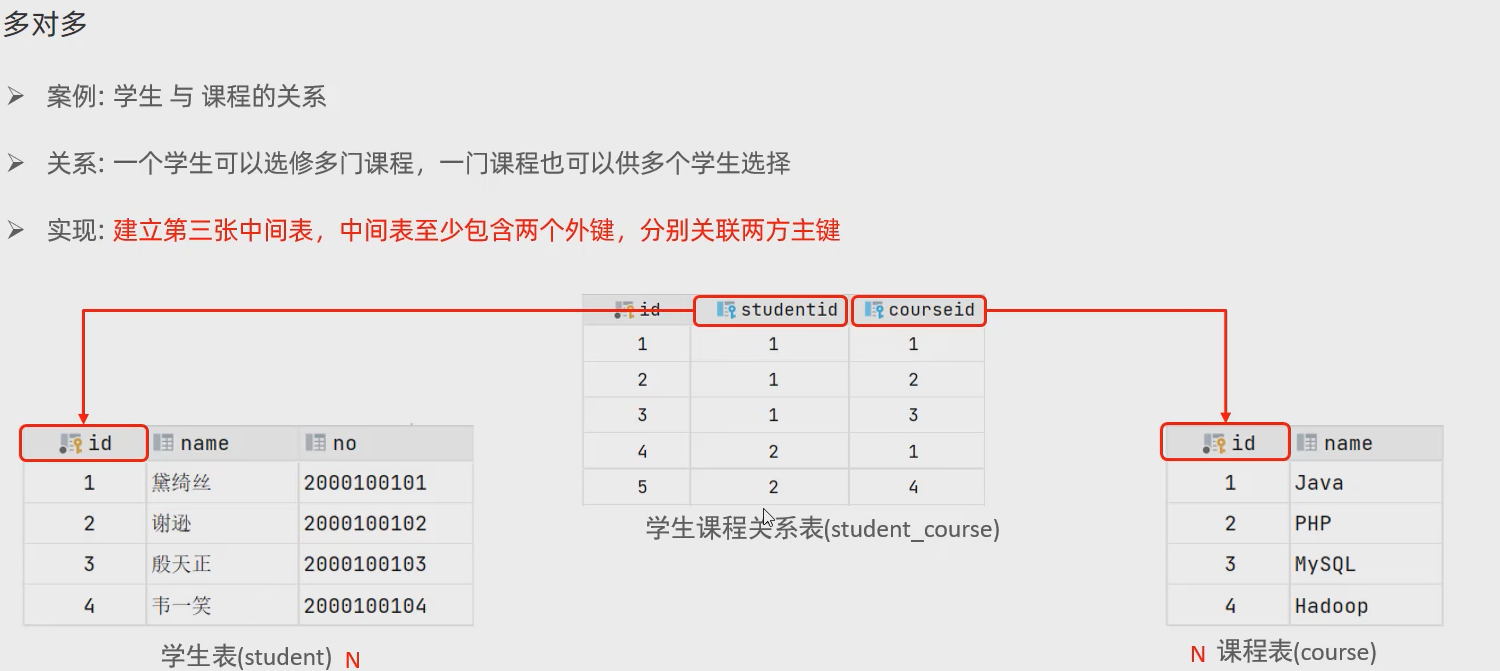 多对多
案例: 学生 与 课程的关系
关系: 一个学生可以选修多门课程，一门课程也可以供多个学生选择
实现: 建立第三张中间表，中间表至少包含两个外键，分别关联两方主键
id studentid courseid
1 1 1
2 1 2
3 1 3
4 2 1
5 2 4
学生课程关系表(student_course)
id name no
1 黛绮丝 2000100101
2 谢逊 2000100102
3 殷天正 2000100103
4 韦一笑 2000100104
学生表(student) N
id name
1 Java
2 PHP
3 MySQL
4 Hadoop
N 课程表(course)